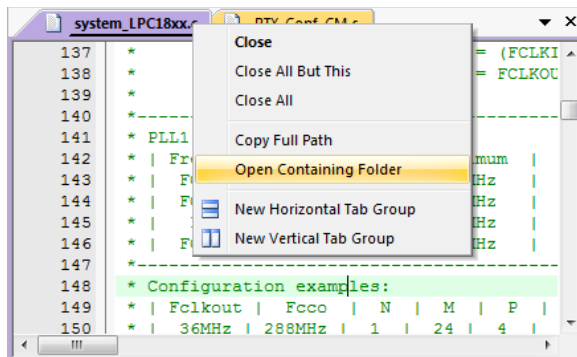 system_LPC18xx.c RTX_Conf_CM.c
Close
Close All But This
Close All
Copy Full Path
Open Containing Folder
New Horizontal Tab Group
New Vertical Tab Group
137 * = (FCLKI
138 * = FCLKOU
139 *
140 *----------
141 * PLL1 
142 * | Fr mum |
143 * | F Hz |
144 * | F Hz |
145 * | Hz |
146 * | F Hz |
147 *----------
148 * Configuration examples:
149 * | Fclkout | Fcco | N | M | P |
150 * | 36MHz | 288MHz | 1 | 24 | 4 |